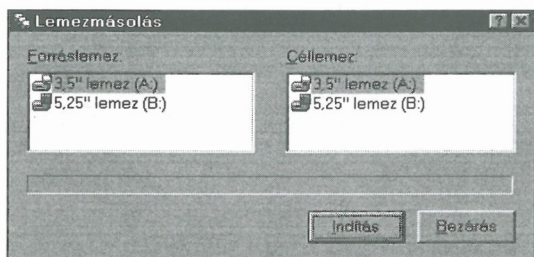 Lemezmásolás
Forráslemez: Céllemez:
3,5" lemez (A:) 3,5" lemez (A:)
5,25" lemez (B:) 5,25" lemez (B:)
Indítás Bezárás